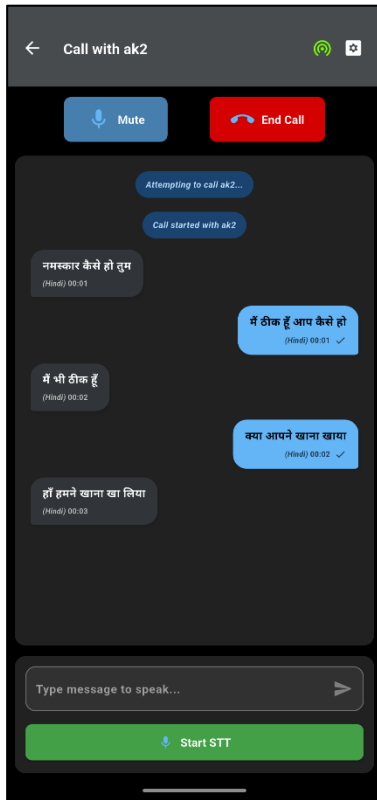 Call with ak2
Mute
End Call
Attempting to call ak2...
Call started with ak2
नमस्कार कैसे हो तुम
(Hindi) 00:01
मैं ठीक हूँ आप कैसे हो
(Hindi) 00:01
मैं भी ठीक हूँ
(Hindi) 00:02
क्या आपने खाना खाया
(Hindi) 00:02
हाँ हमने खाना खा लिया
(Hindi) 00:03
Type message to speak...
Start STT